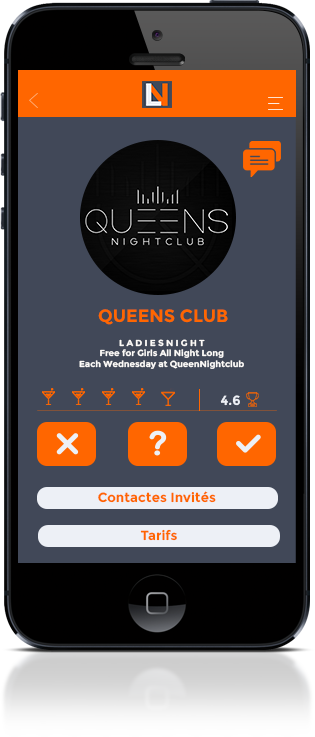 LN
QUEENS
NIGHTCLUB
QUEENS CLUB
LADIESNIGHT
Free for Girls All Night Long
Each Wednesday at QueenNightclub
4.6
?
Contactes Invités
Tarifs